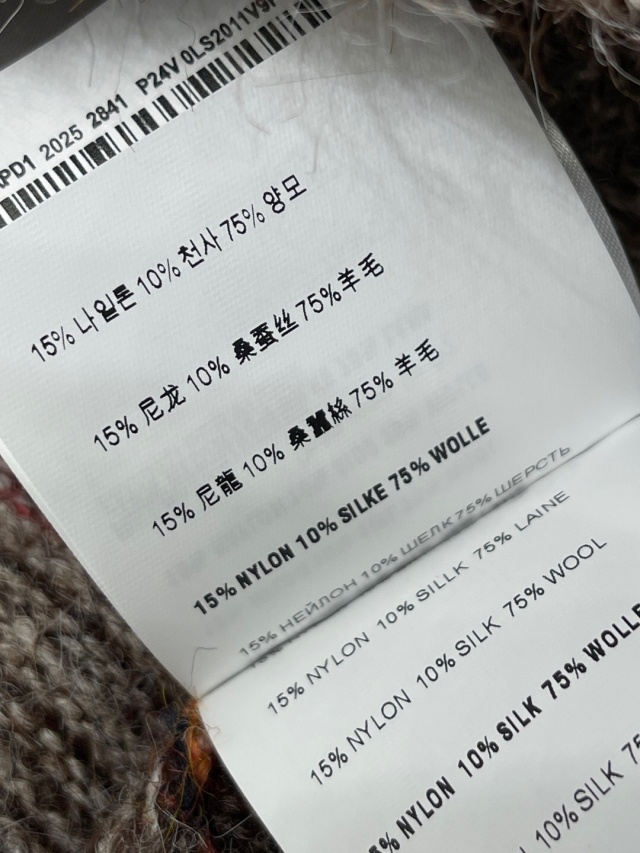 PD1 2025 2841 P24V 0LS2011V9
15% 나일론 10% 천사 75% 양모
15% 尼龙 10% 桑蚕丝 75%羊毛
15% 尼龍 10% 桑蠶絲 75% 羊毛
15% NYLON 10% SILKE 75% WOLLE
15% НЕЙЛОН 10% ШЕЛК 75% ШЕРСТЬ
15% NYLON 10% SILLK 75% LAINE
15% NYLON 10% SILK 75% WOOL
NYLON 10% SILK 75% WOLLE
10% SILK